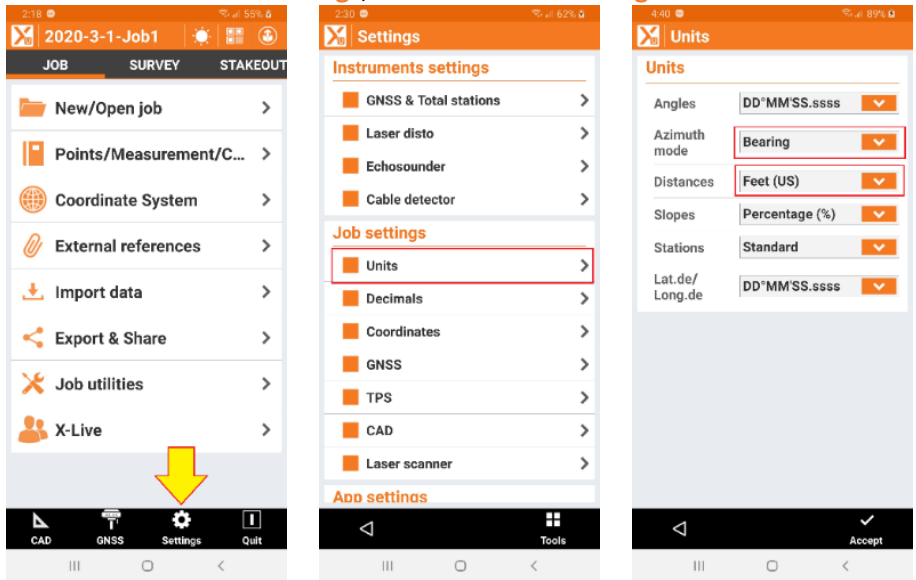 2:18 55%
2020-3-1-Job1
JOB SURVEY STAKEOUT
New/Open job
Points/Measurement/C...
Coordinate System
External references
Import data
Export & Share
Job utilities
X-Live
CAD GNSS Settings Quit
2:30 62%
Settings
Instruments settings
GNSS & Total stations
Laser disto
Echosounder
Cable detector
Job settings
Units
Decimals
Coordinates
GNSS
TPS
CAD
Laser scanner
App settings
Tools
4:40 89%
Units
Units
Angles DD°MM'SS.ssss
Azimuth
mode Bearing
Distances Feet (US)
Slopes Percentage (%)
Stations Standard
Lat.de/
Long.de DD°MM'SS.ssss
Accept